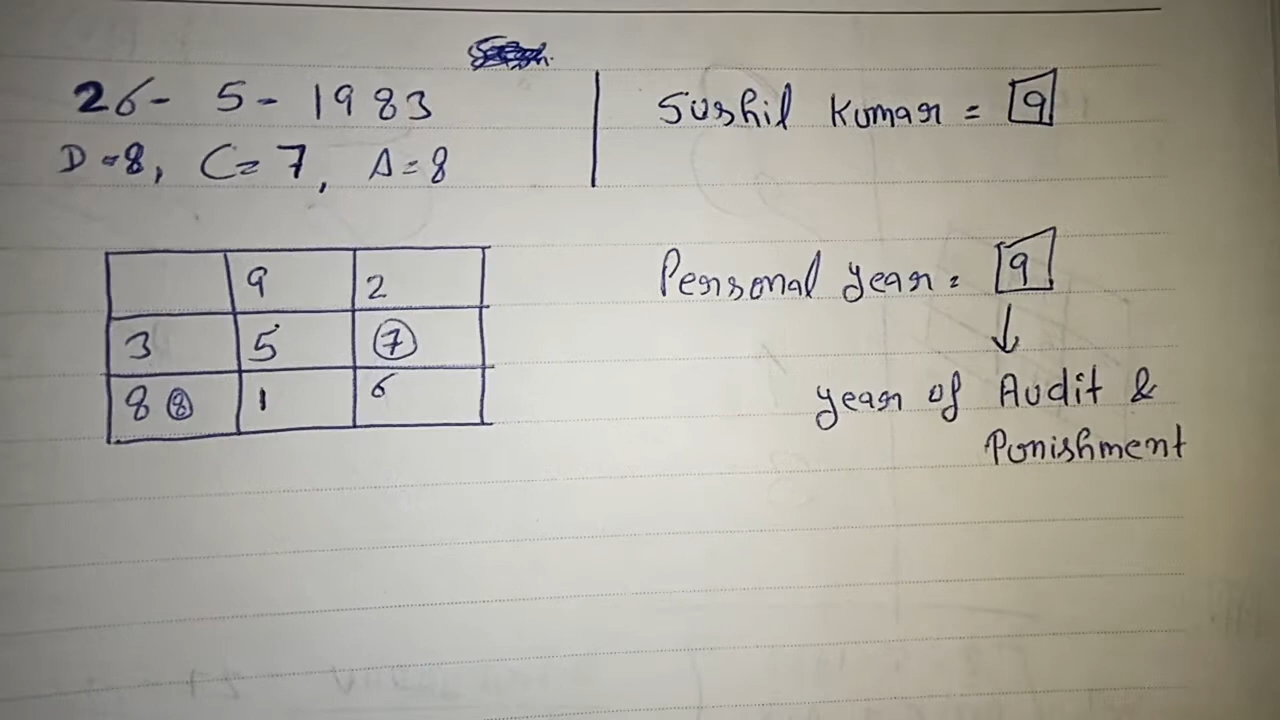 26- 5- 1983
D=8, C=7, A=8
Sushil Kumar = 9
9 2
3 5 7
8 8 1 6
Personal year= 9
↓
year of Audit &
Punishment